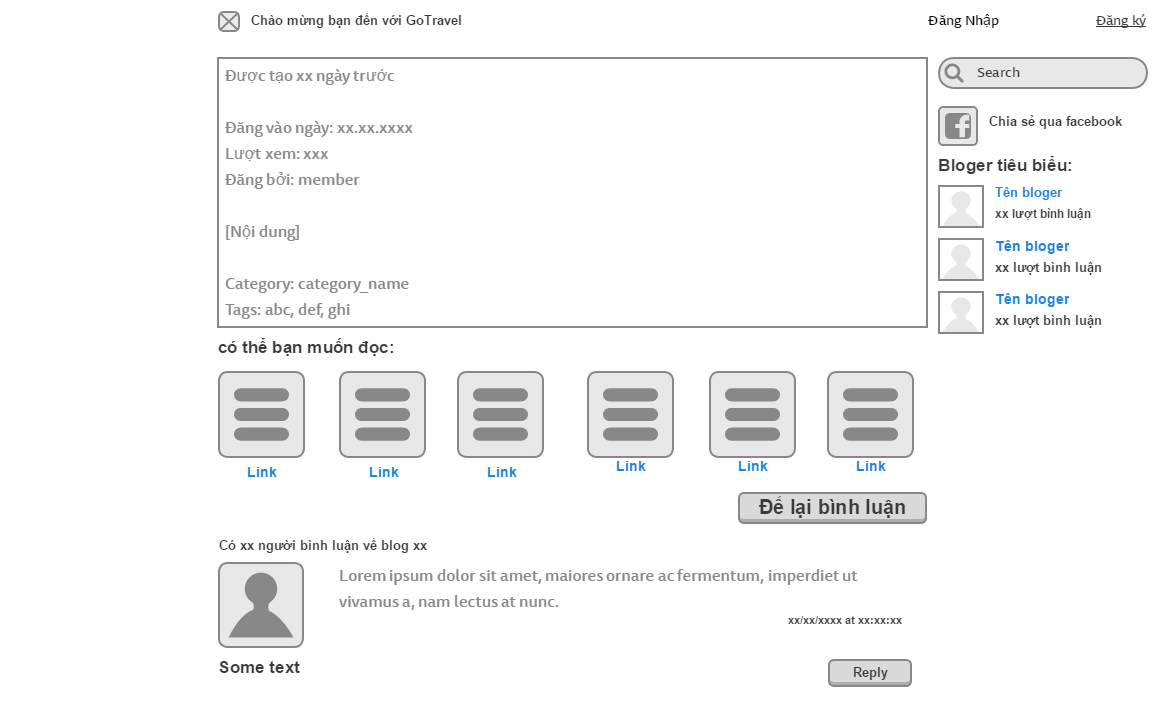 Chào mừng bạn đến với GoTravel
Đăng Nhập
Đăng ký
Được tạo xx ngày trước
Đăng vào ngày: xx.xx.xxxx
Lượt xem: xxx
Đăng bởi: member
[Nội dung]
Category: category_name
Tags: abc, def, ghi
Search
Chia sẻ qua facebook
Bloger tiêu biểu:
Tên bloger
xx lượt bình luận
Tên bloger
xx lượt bình luận
Tên bloger
xx lượt bình luận
có thể bạn muốn đọc:
Link
Link
Link
Link
Link
Link
Để lại bình luận
Có xx người bình luận về blog xx
Lorem ipsum dolor sit amet, maiores ornare ac fermentum, imperdiet ut
vivamus a, nam lectus at nunc.
xx/xx/xxxx at xx:xx:xx
Some text
Reply